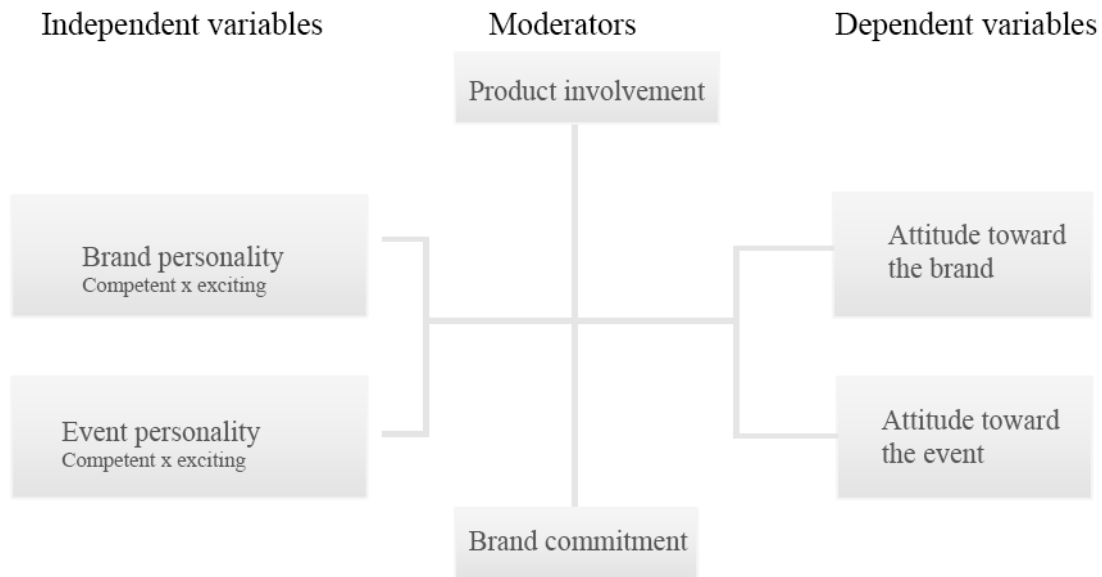 Independent variables
Moderators
Dependent variables
Product involvement
Brand personality
Competent x exciting
Attitude toward
the brand
Event personality
Competent x exciting
Attitude toward
the event
Brand commitment